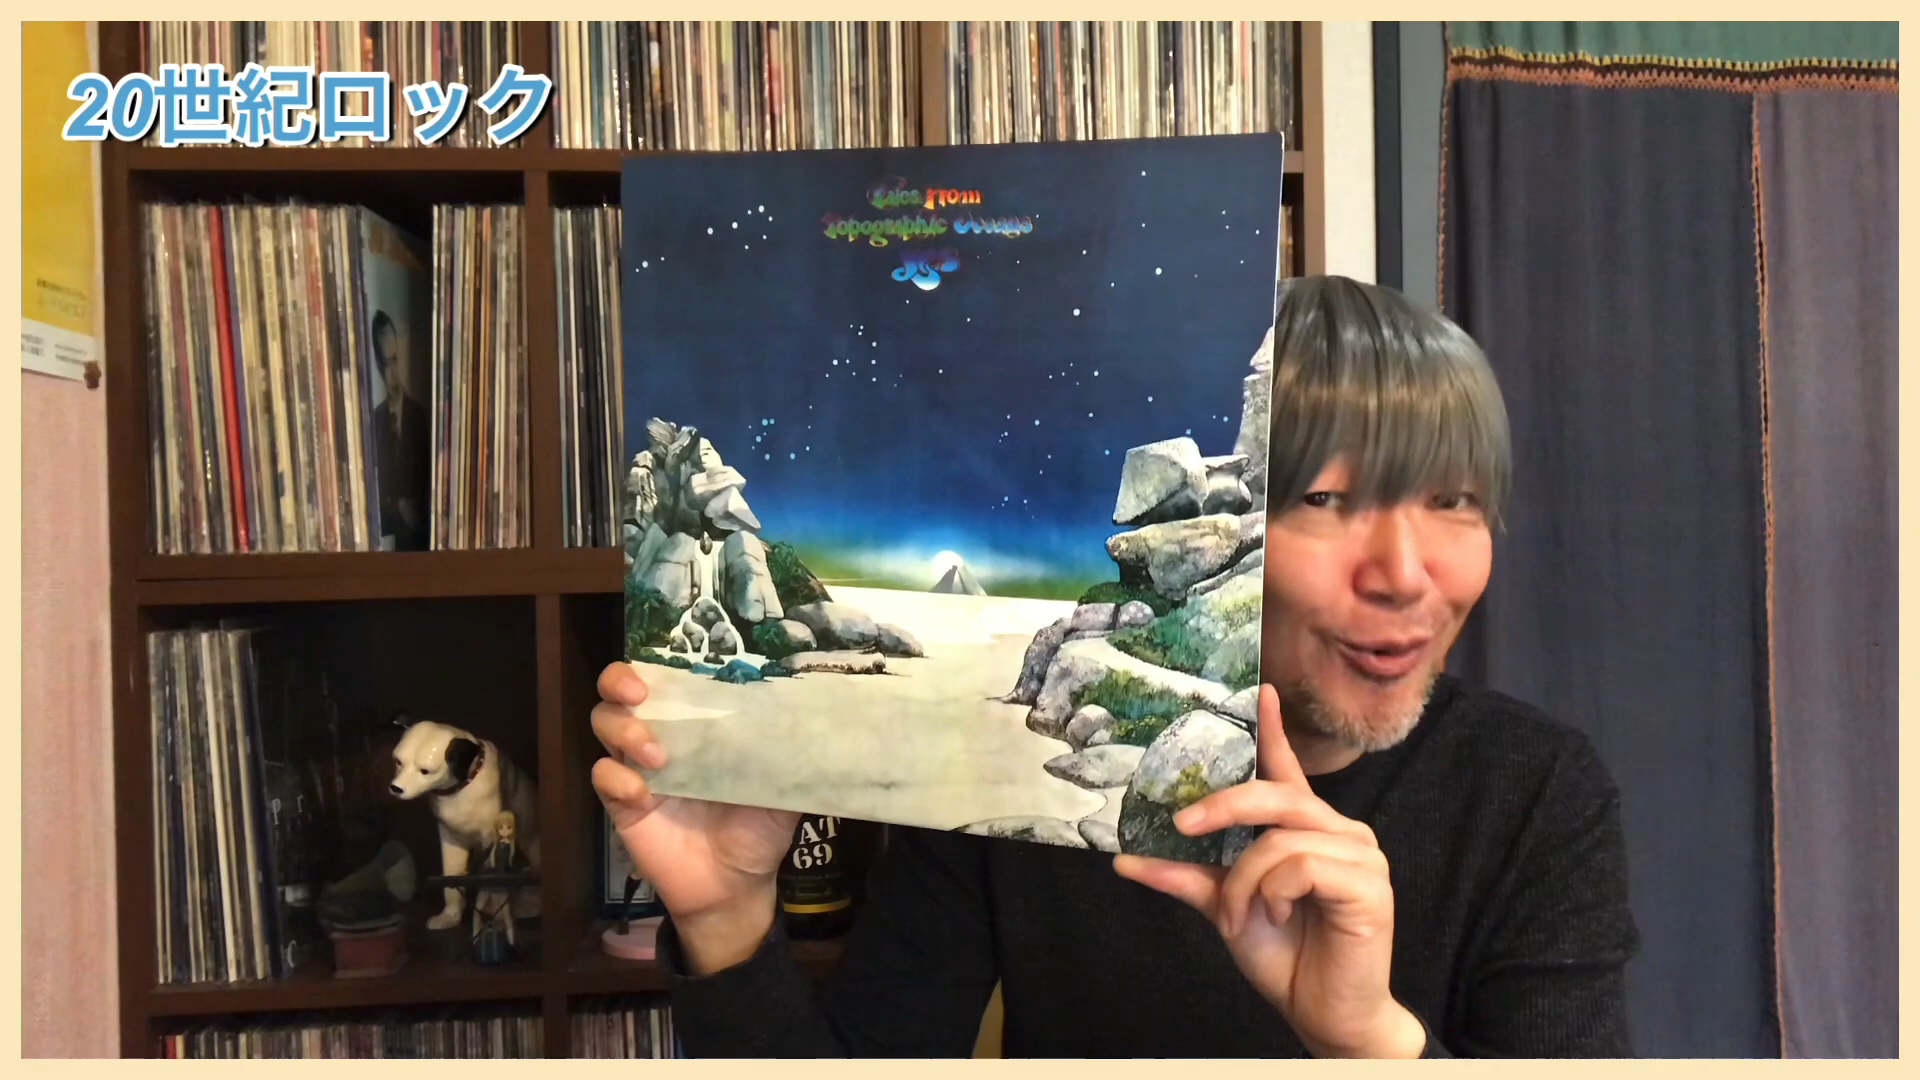 20世紀ロック
Tales From
Topographic Oceans
Yes
AT
69